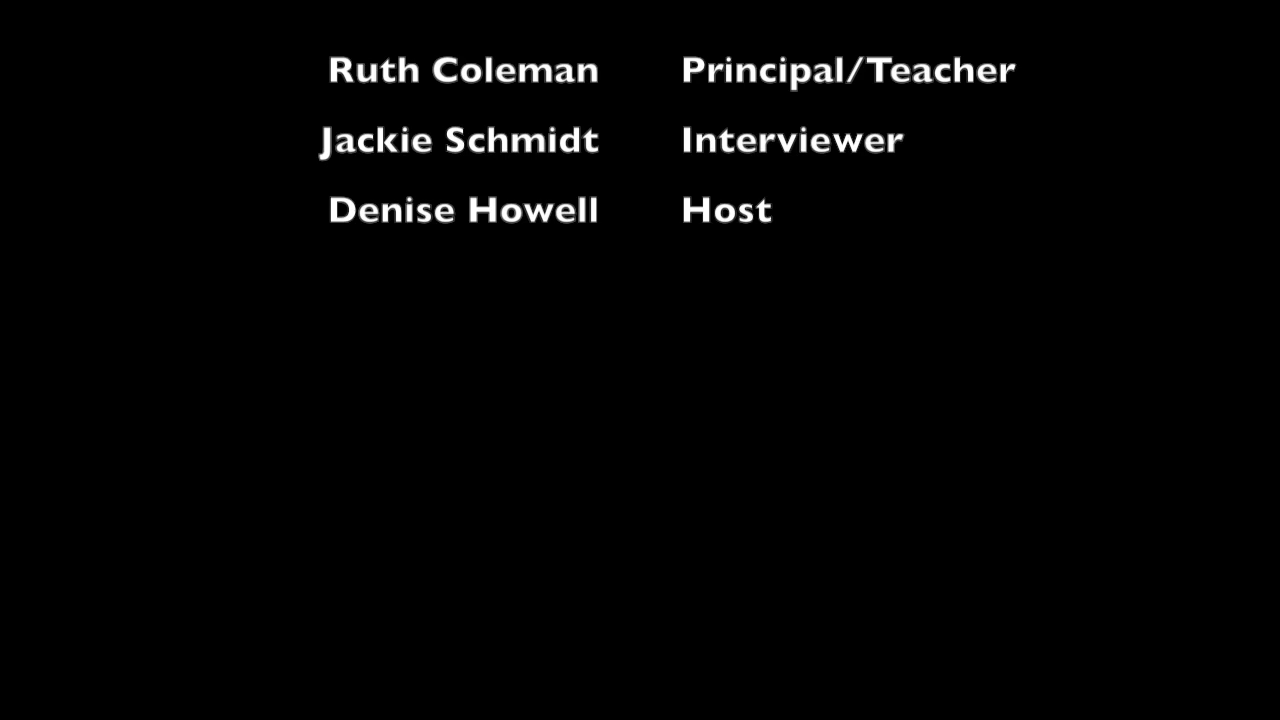 Ruth Coleman Principal/Teacher
Jackie Schmidt Interviewer
Denise Howell Host